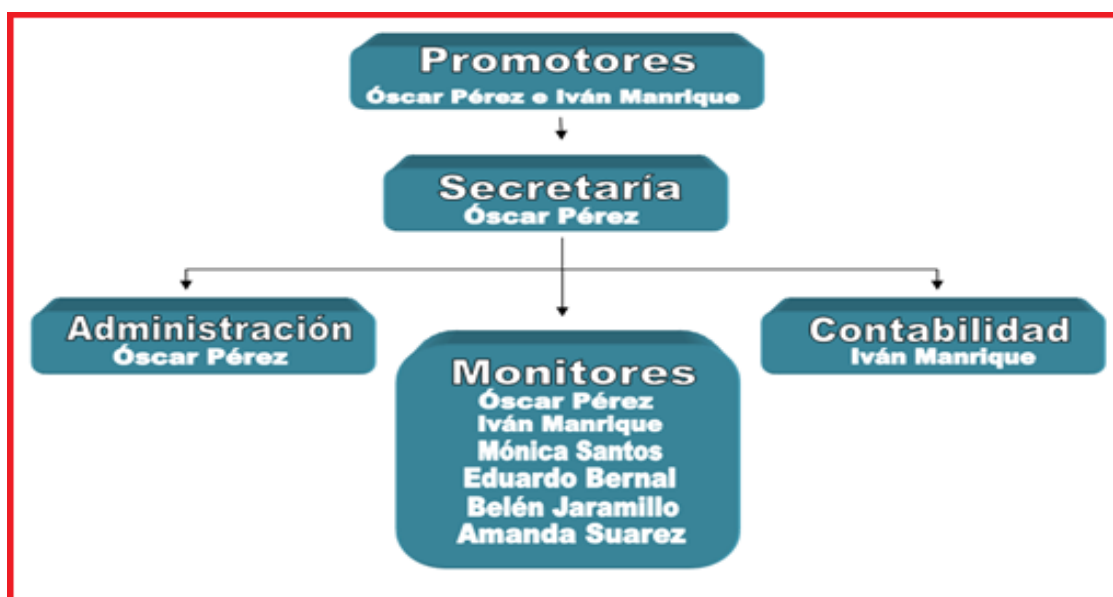 Promotores
Óscar Pérez e Iván Manrique
Secretaría
Óscar Pérez
Administración
Óscar Pérez
Monitores
Óscar Pérez
Iván Manrique
Mónica Santos
Eduardo Bernal
Belén Jaramillo
Amanda Suarez
Contabilidad
Iván Manrique